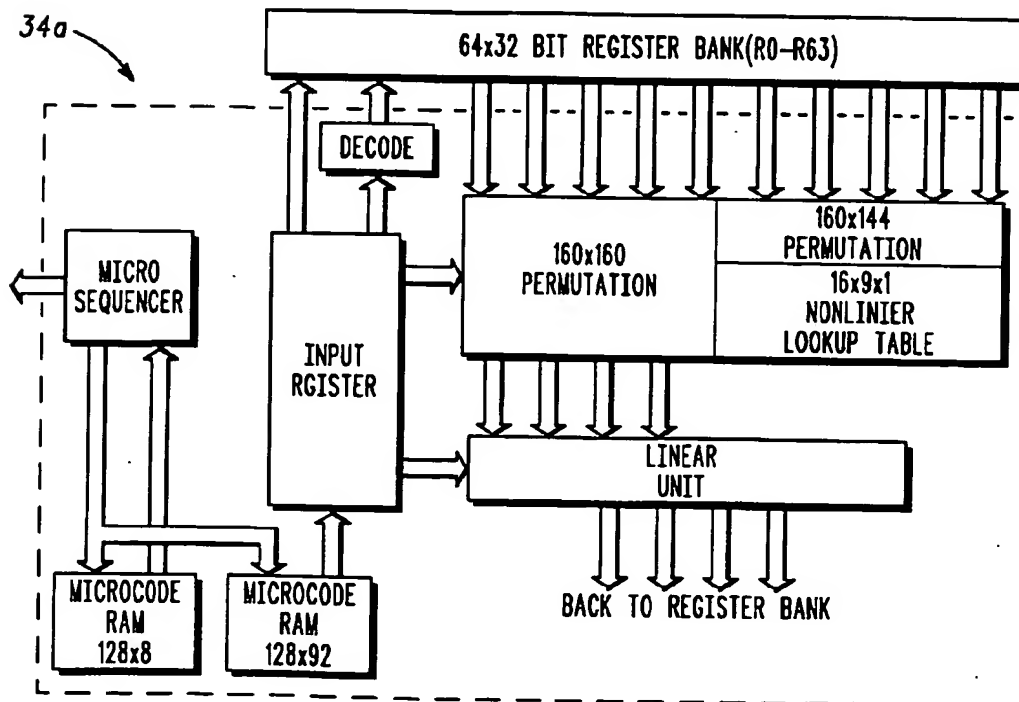 34a
64x32 BIT REGISTER BANK(R0-R63)
DECODE
MICRO
SEQUENCER
INPUT
RGISTER
160x160
PERMUTATION
160x144
PERMUTATION
16x9x1
NONLINIER
LOOKUP TABLE
LINEAR
UNIT
MICROCODE
RAM
128x8
MICROCODE
RAM
128x92
BACK TO REGISTER BANK